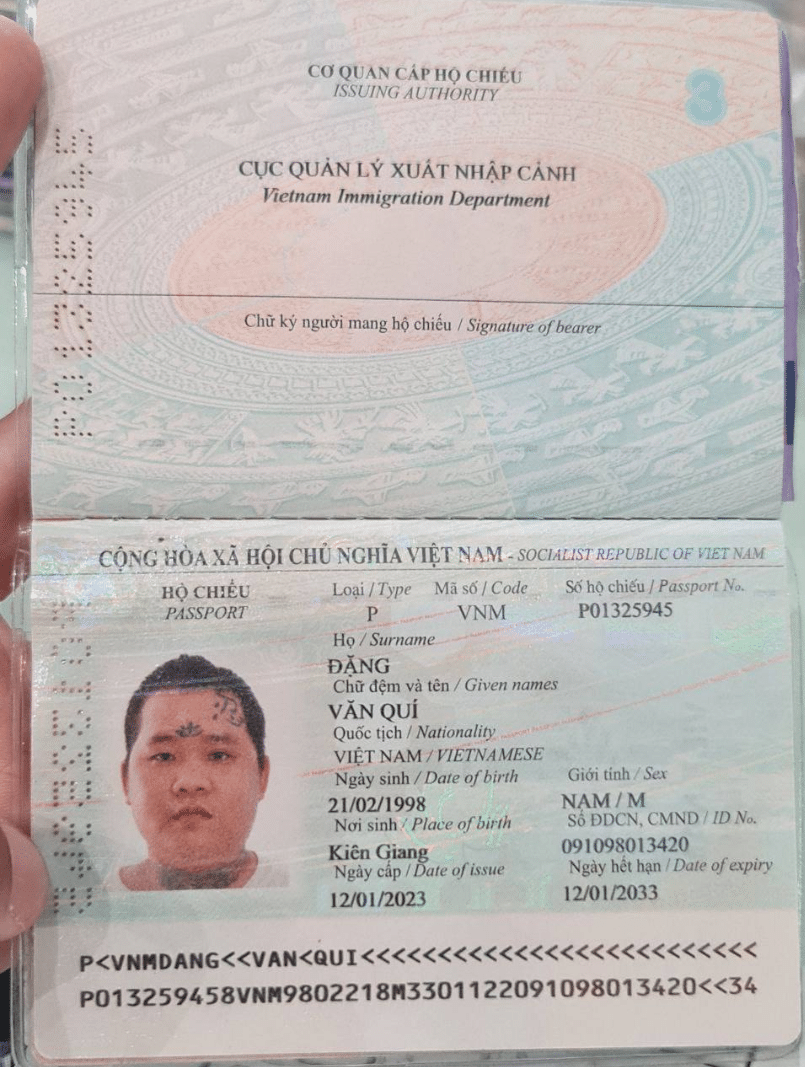 CƠ QUAN CẤP HỘ CHIẾU
ISSUING AUTHORITY
3
CỤC QUẢN LÝ XUẤT NHẬP CẢNH
Vietnam Immigration Department
P01325945
Chữ ký người mang hộ chiếu / Signature of bearer
CỘNG HÒA XÃ HỘI CHỦ NGHĨA VIỆT NAM - SOCIALIST REPUBLIC OF VIET NAM
HỘ CHIẾU Loại / Type Mã số / Code Số hộ chiếu / Passport No.
PASSPORT P VNM P01325945
Họ / Surname
ĐẶNG
Chữ đệm và tên / Given names
VĂN QUÍ
Quốc tịch / Nationality
VIỆT NAM / VIETNAMESE
Ngày sinh / Date of birth Giới tính / Sex
21/02/1998 NAM / M
Nơi sinh / Place of birth Số ĐDCN, CMND / ID No.
Kiên Giang 091098013420
Ngày cấp / Date of issue Ngày hết hạn / Date of expiry
12/01/2023 12/01/2033
P<VNMDANG<<VAN<QUI<<<<<<<<<<<<<<<<<<<<<<<<<<
P013259458VNM9802218M3301122091098013420<<34